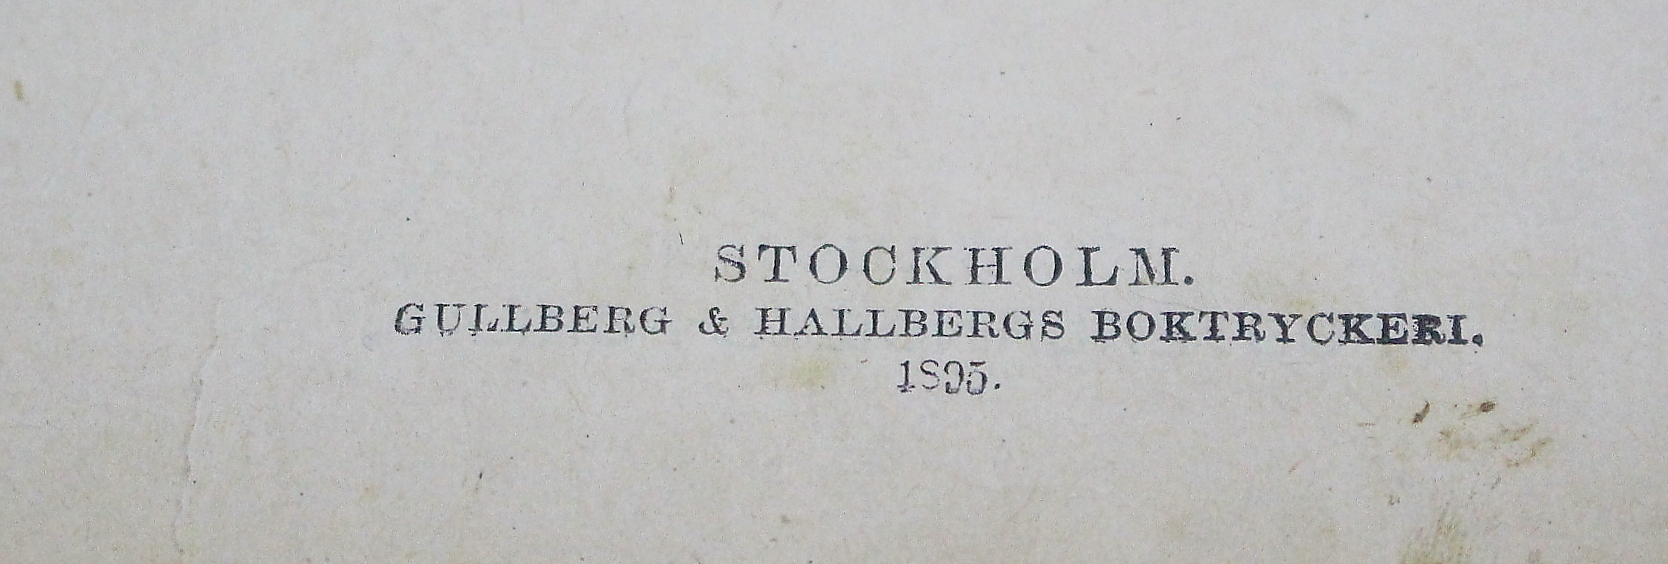 STOCKHOLM.
GULLBERG & HALLBERGS BOKTRYCKERI.
1895.